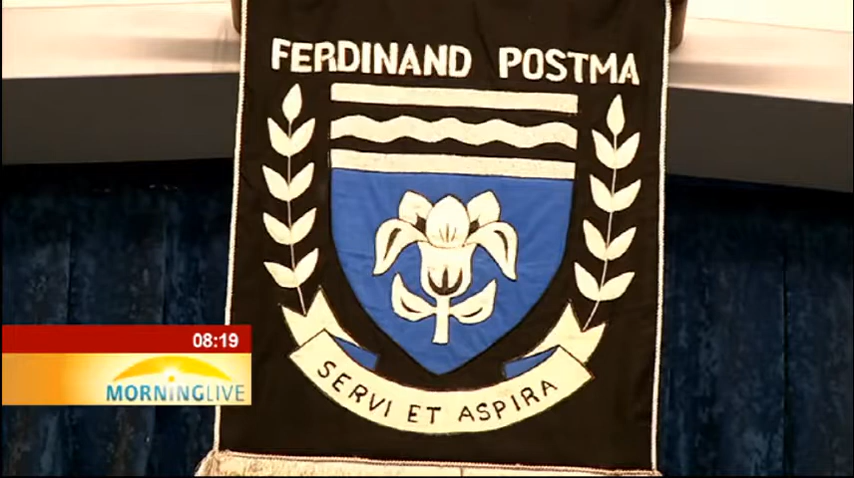 FERDINAND POSTMA
SERVI ET ASPIRA
08:19
MORNINGLIVE